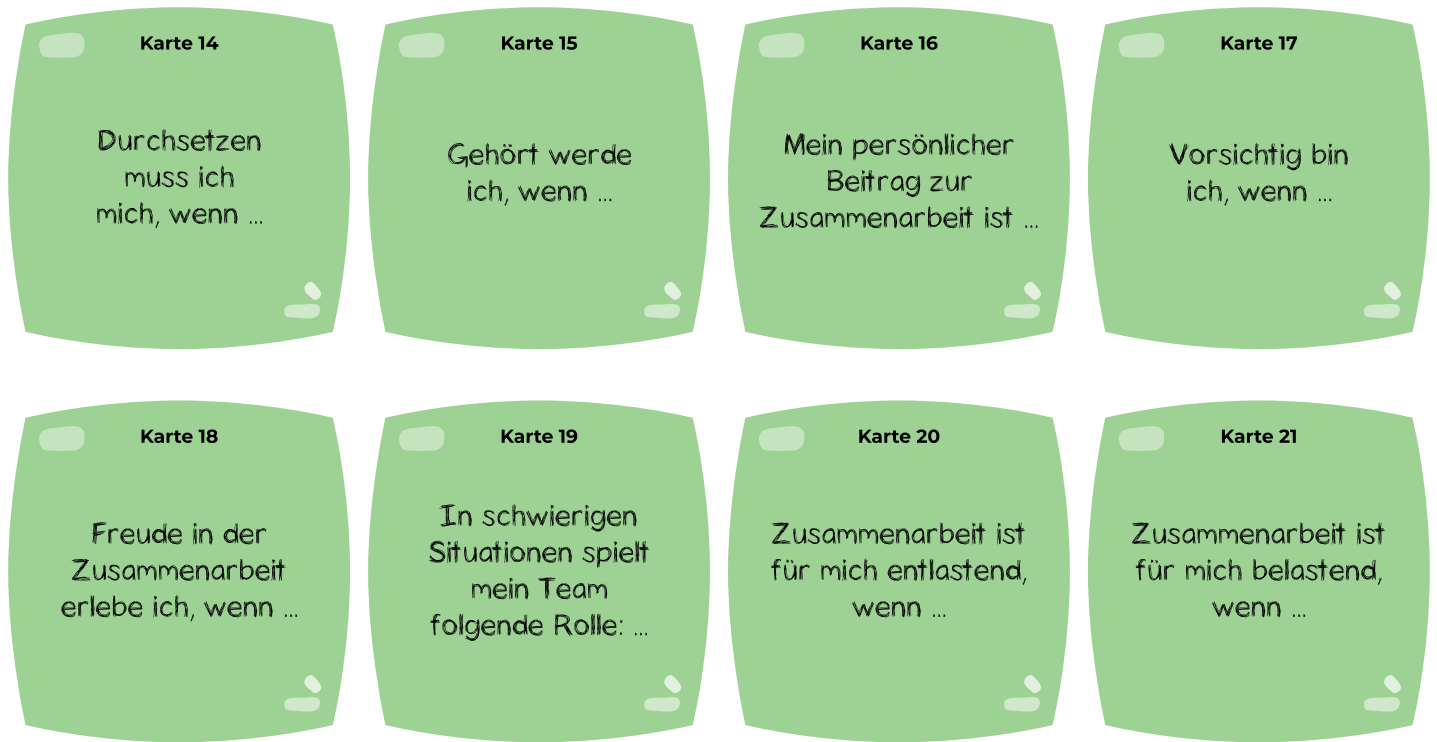 Karte 14
Durchsetzen
muss ich
mich, wenn ...
Karte 15
Gehört werde
ich, wenn ...
Karte 16
Mein persönlicher
Beitrag zur
Zusammenarbeit ist ...
Karte 17
Vorsichtig bin
ich, wenn ...
Karte 18
Freude in der
Zusammenarbeit
erlebe ich, wenn ...
Karte 19
In schwierigen
Situationen spielt
mein Team
folgende Rolle: ...
Karte 20
Zusammenarbeit ist
für mich entlastend,
wenn ...
Karte 21
Zusammenarbeit ist
für mich belastend,
wenn ...